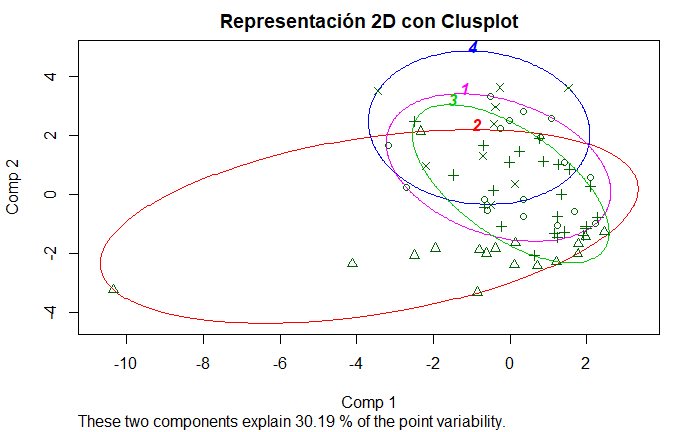 Representación 2D con Clusplot
4
1
3
2
Comp 2
4
2
0
-2
-4
-10 -8 -6 -4 -2 0 2
Comp 1
These two components explain 30.19 % of the point variability.